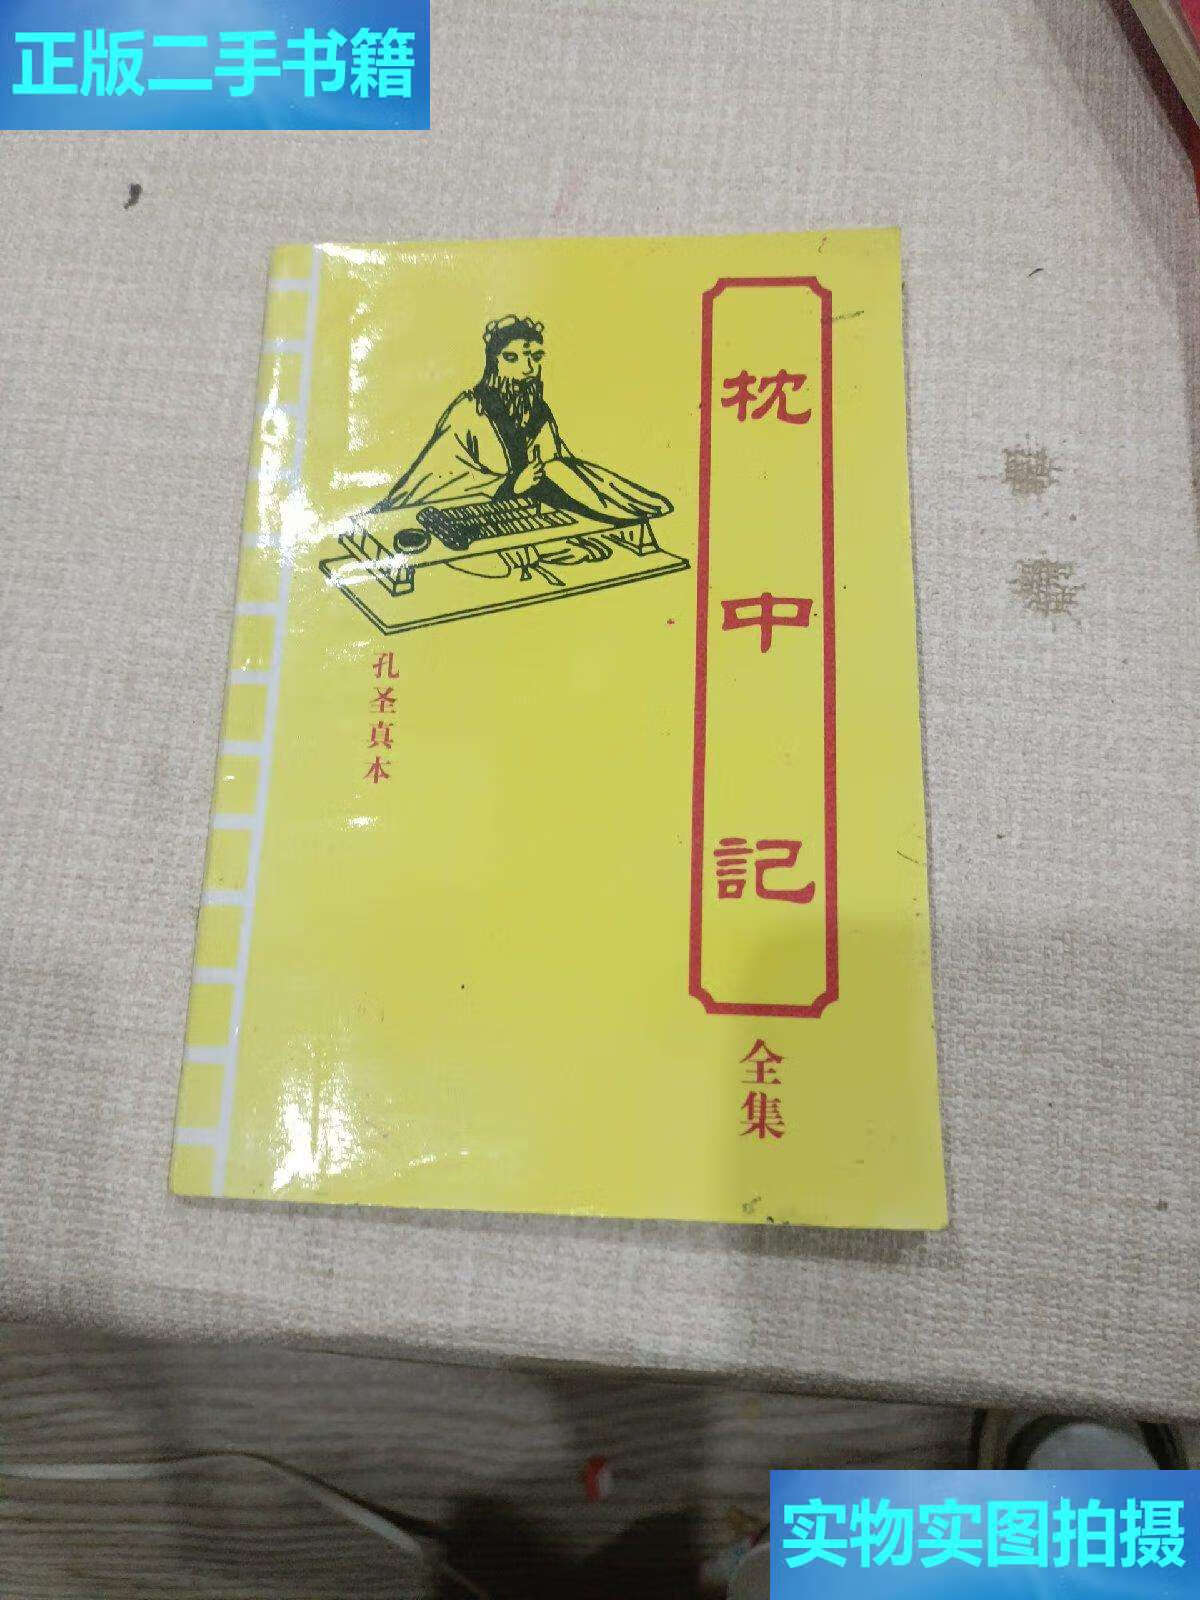 正版二手书籍
枕中記
全集
孔圣真本
实物实图拍摄